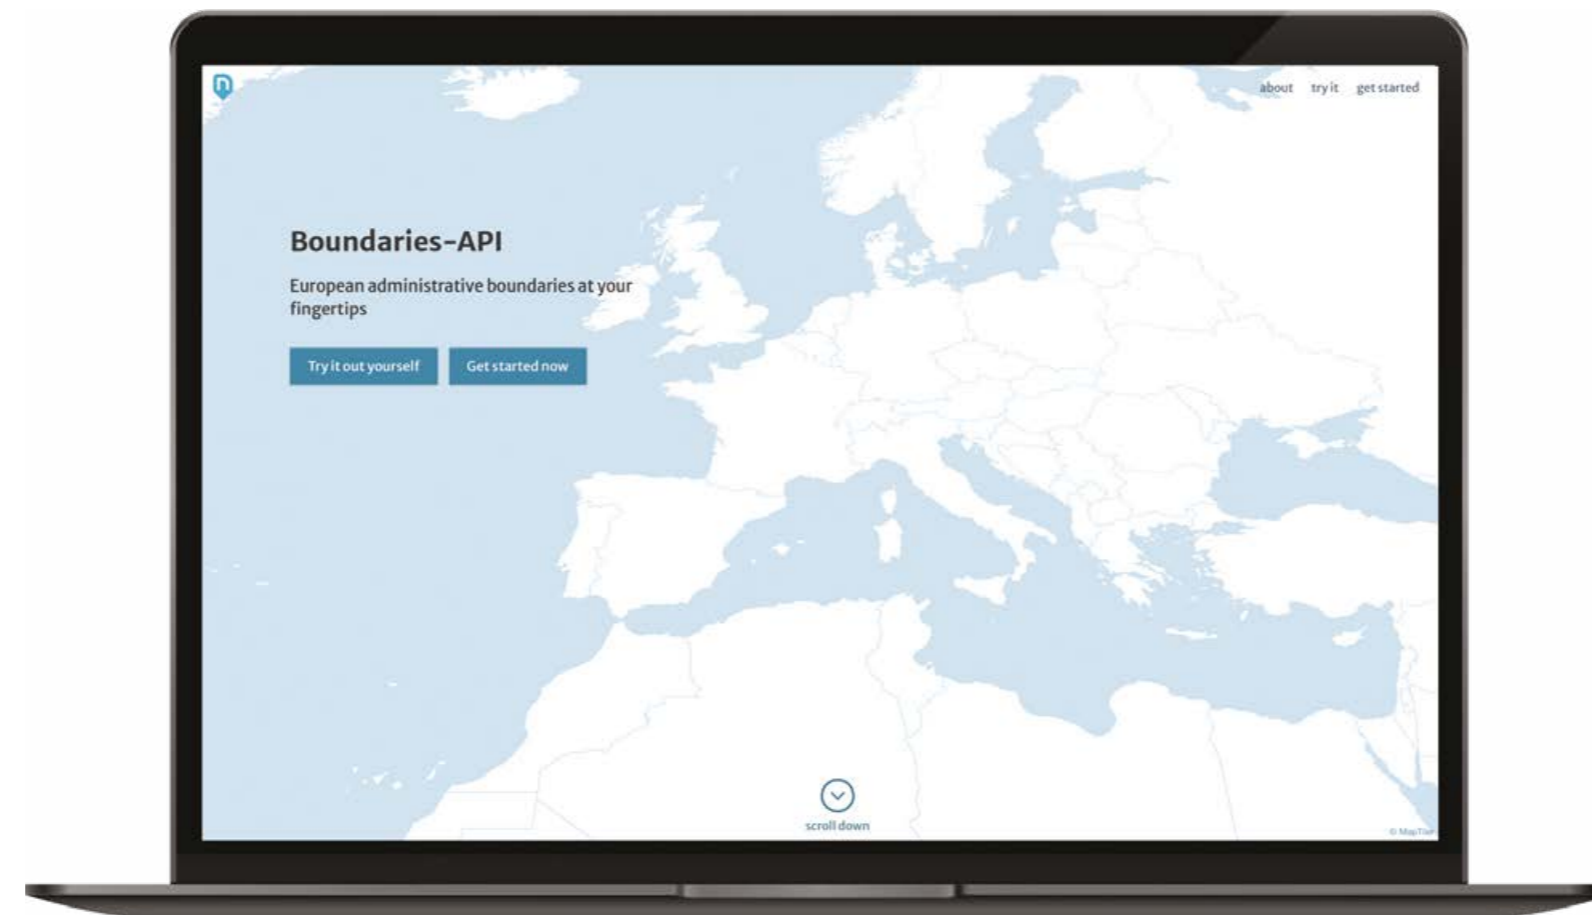 about try it get started
Boundaries-API
European administrative boundaries at your
fingertips
Try it out yourself Get started now
scroll down
© MapTiler